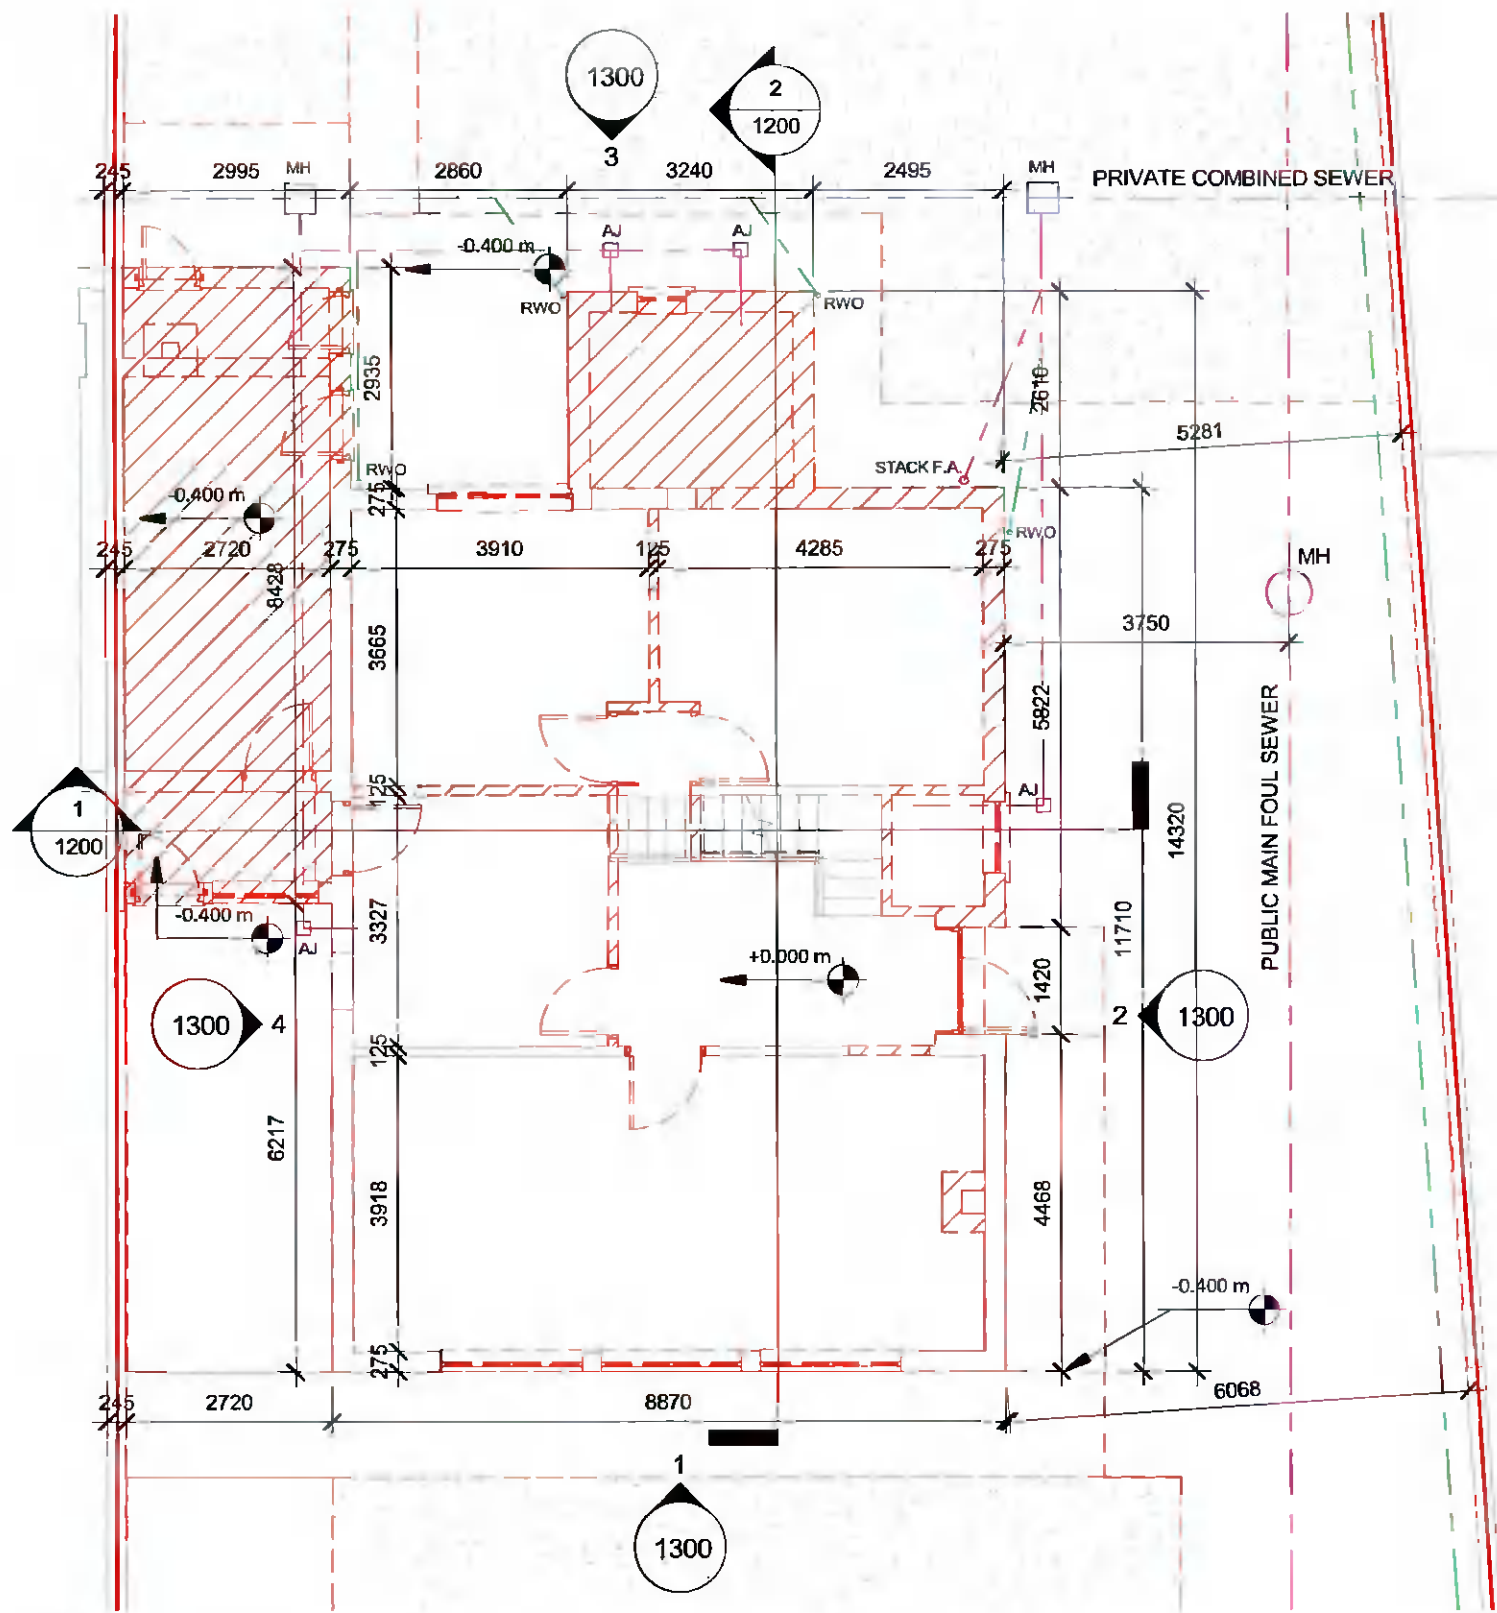 1300
3
2
1200
245
2995
MH
2860
3240
2495
MH
PRIVATE COMBINED SEWER
-0.400 m
AJ
AJ
RWO
RWO
2935
2610
5281
RWO
STACK F.A.
-0.400 m
275
RWO
245
2720
275
3910
125
4285
275
MH
8428
3665
3750
5822
PUBLIC MAIN FOUL SEWER
125
AJ
1
1200
14320
-0.400 m
AJ
3327
+0.000 m
1420
11710
1300
4
2
1300
125
6217
3918
4468
-0.400 m
275
245
2720
8870
6068
1
1300